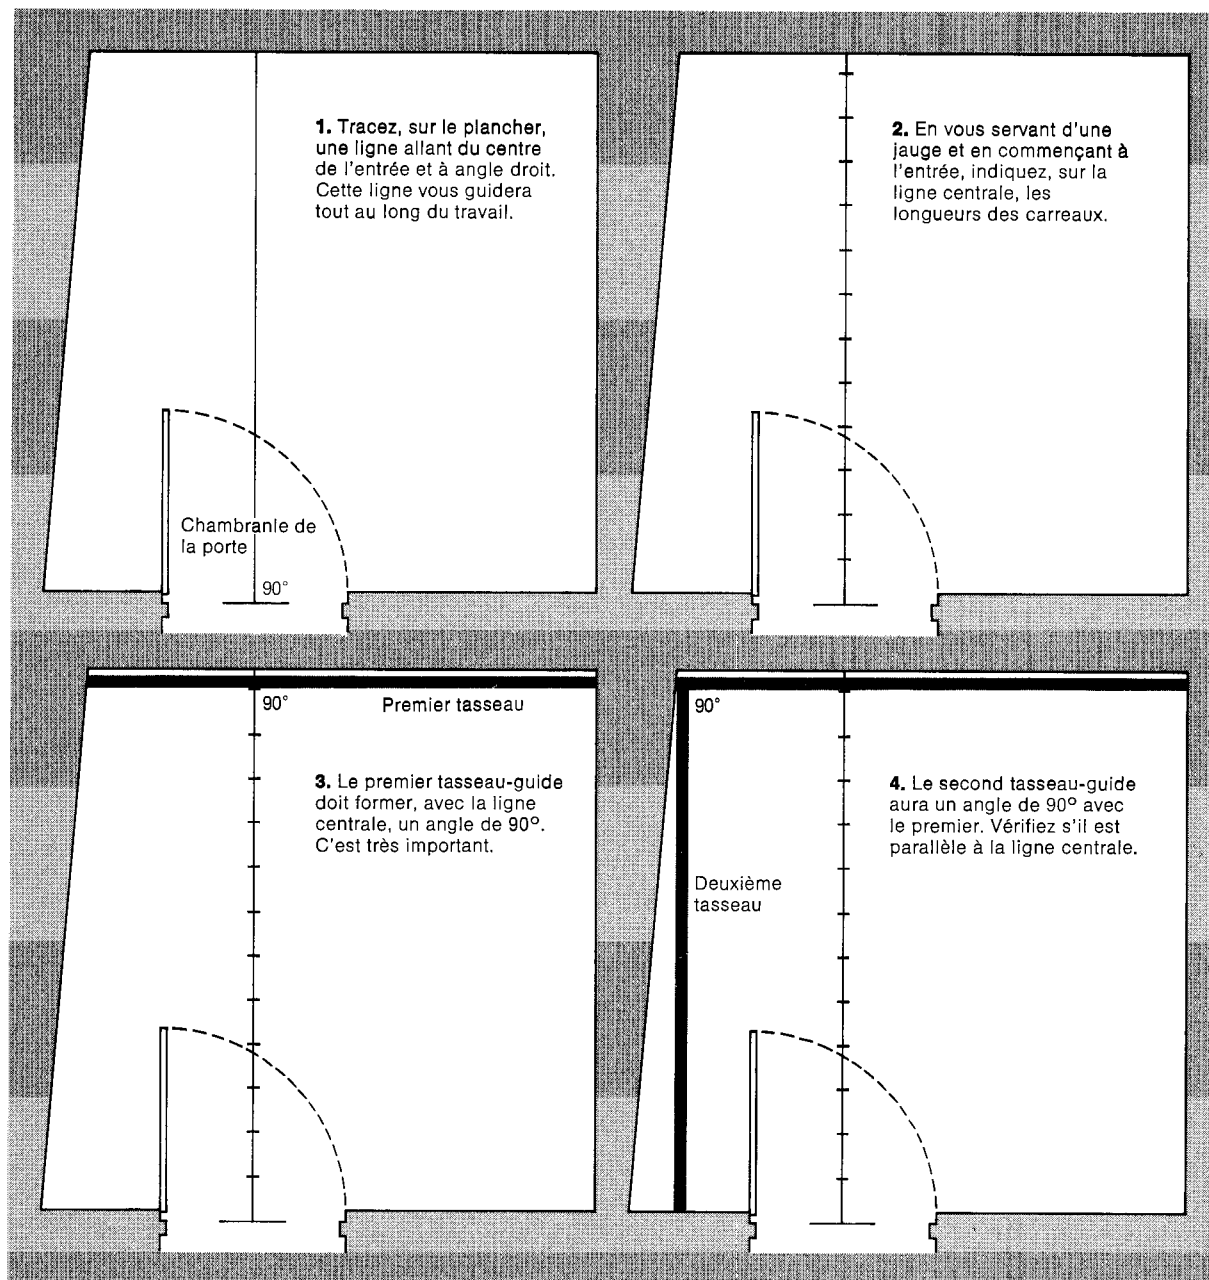 1. Tracez, sur le plancher,
une ligne allant du centre
de l'entrée et à angle droit.
Cette ligne vous guidera
tout au long du travail.
Chambranle de
la porte
90°
2. En vous servant d'une
jauge et en commençant à
l'entrée, indiquez, sur la
ligne centrale, les
longueurs des carreaux.
90°
Premier tasseau
3. Le premier tasseau-guide
doit former, avec la ligne
centrale, un angle de 90°.
C'est très important.
90°
4. Le second tasseau-guide
aura un angle de 90° avec
le premier. Vérifiez s'il est
parallèle à la ligne centrale.
Deuxième
tasseau